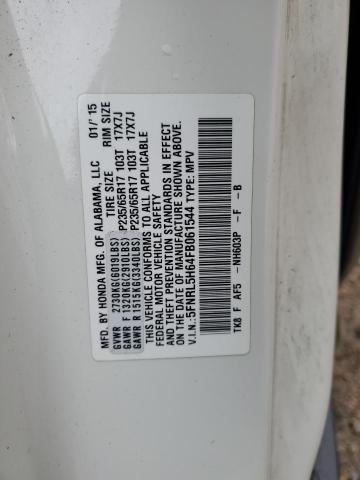 MFD. BY HONDA MFG. OF ALABAMA, LLC 01/'15
TIRE SIZE RIM SIZE
GVWR 2730KG(6019LBS)
GAWR F 1320KG(2910LBS) P235/65R17 103T 17X7J
GAWR R 1515KG(3340LBS) P235/65R17 103T 17X7J
THIS VEHICLE CONFORMS TO ALL APPLICABLE
FEDERAL MOTOR VEHICLE SAFETY
AND THEFT PREVENTION STANDARDS IN EFFECT
ON THE DATE OF MANUFACTURE SHOWN ABOVE.
V.I.N.:5FNRL5H64FB061544 TYPE: MPV
TK8 F AF5 -NH603P -F -B